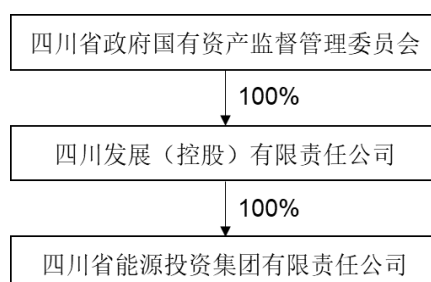 四川省政府国有资产监督管理委员会
100%
四川发展（控股）有限责任公司
100%
四川省能源投资集团有限责任公司